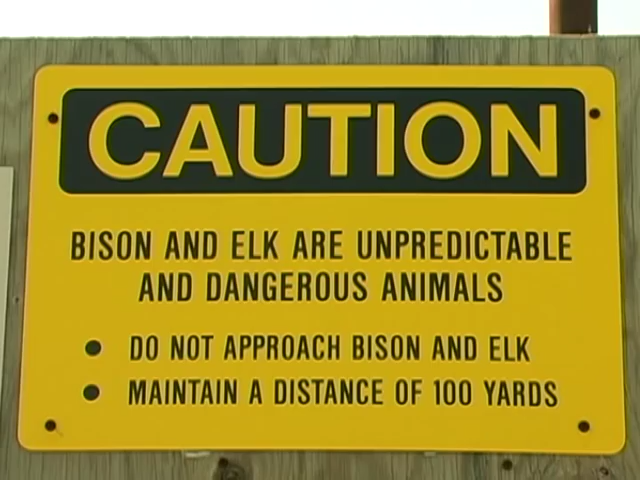 CAUTION
BISON AND ELK ARE UNPREDICTABLE
AND DANGEROUS ANIMALS
● DO NOT APPROACH BISON AND ELK
● MAINTAIN A DISTANCE OF 100 YARDS